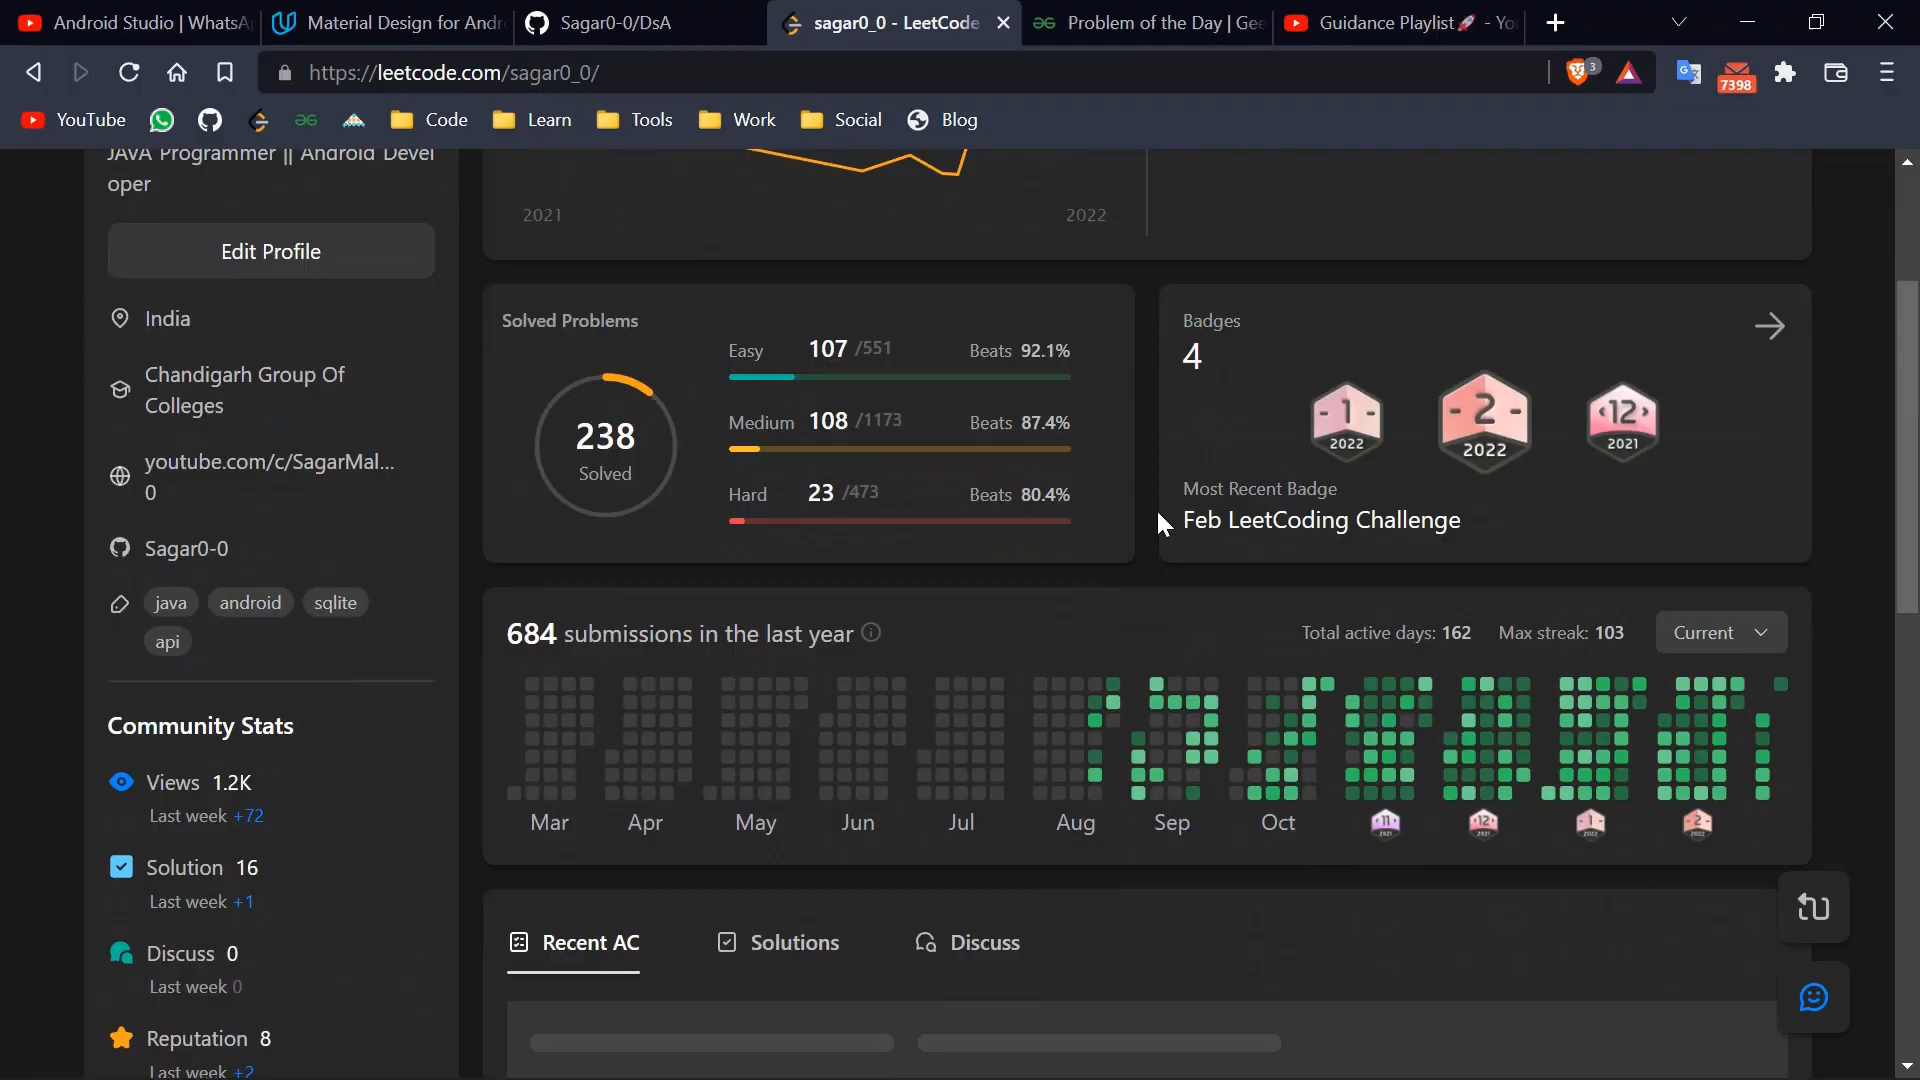 Android Studio | WhatsA
Material Design for Andr
Sagar0-0/DsA
sagar0_0 - LeetCode
Problem of the Day | Gee
Guidance Playlist🚀 - Yo
https://leetcode.com/sagar0_0/
3
7398
YouTube
Code
Learn
Tools
Work
Social
Blog
JAVA Programmer || Android Devel
oper
Edit Profile
India
Chandigarh Group Of
Colleges
youtube.com/c/SagarMal...
0
Sagar0-0
java android sqlite
api
Community Stats
Views 1.2K
Last week +72
Solution 16
Last week +1
Discuss 0
Last week 0
Reputation 8
Last week +2
2021
2022
Solved Problems
238
Solved
Easy 107 /551 Beats 92.1%
Medium 108 /1173 Beats 87.4%
Hard 23 /473 Beats 80.4%
Badges
4
1
2022
2
2022
12
2021
Most Recent Badge
Feb LeetCoding Challenge
684 submissions in the last year
Total active days: 162 Max streak: 103 Current
Mar Apr May Jun Jul Aug Sep Oct
11 12 1 2
Recent AC
Solutions
Discuss